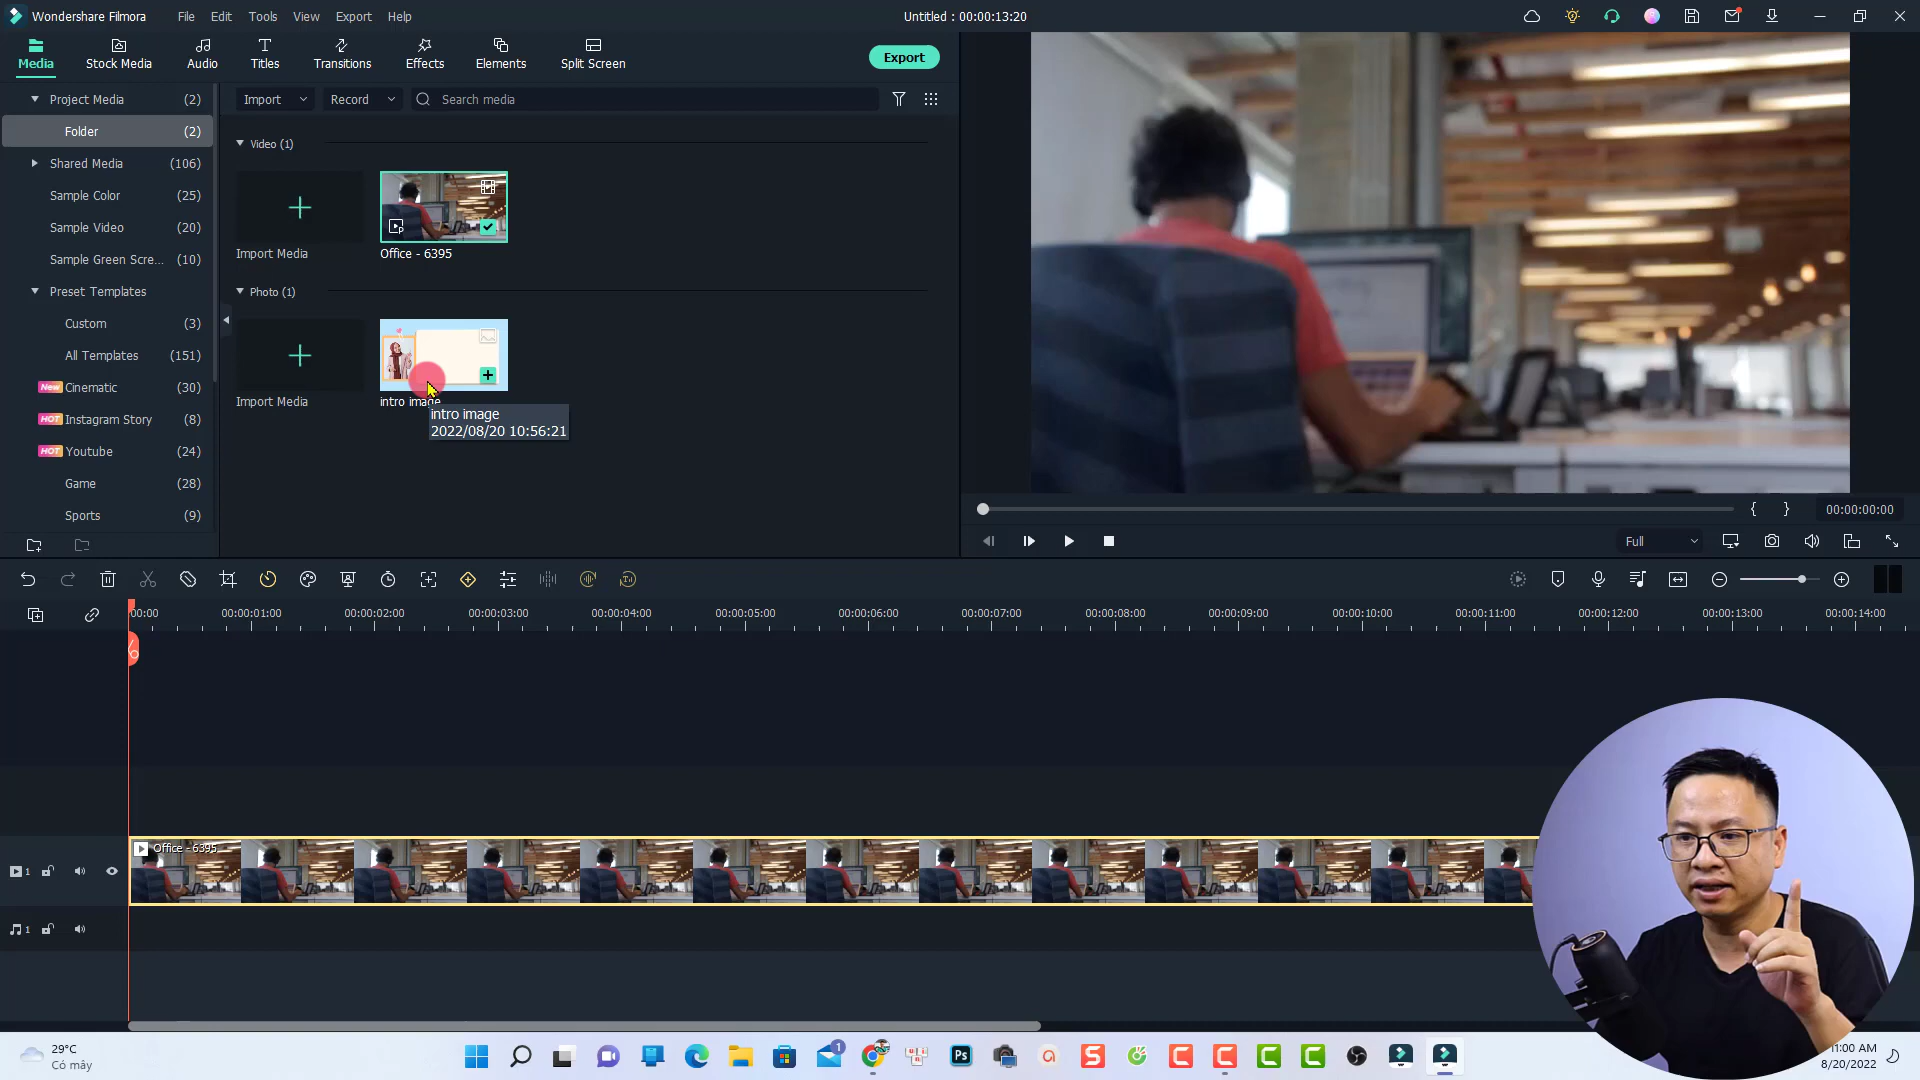 Wondershare Filmora File Edit Tools View Export Help Untitled : 00:00:13:20
Media Stock Media Audio Titles Transitions Effects Elements Split Screen Export
Project Media (2)
Folder (2)
Shared Media (106)
Sample Color (25)
Sample Video (20)
Sample Green Scre... (10)
Preset Templates
Custom (3)
All Templates (151)
New Cinematic (30)
HOT Instagram Story (8)
HOT Youtube (24)
Game (28)
Sports (9)
Import Record Search media
Video (1)
Import Media Office - 6395
Photo (1)
Import Media intro image
intro image
2022/08/20 10:56:21
00:00:00:00
Full
00:00 00:00:01:00 00:00:02:00 00:00:03:00 00:00:04:00 00:00:05:00 00:00:06:00 00:00:07:00 00:00:08:00 00:00:09:00 00:00:10:00 00:00:11:00 00:00:12:00 00:00:13:00 00:00:14:00
Office - 6395
1
1
29°C
Có mây
1
Ps
S
C
C
C
C
11:00 AM
8/20/2022